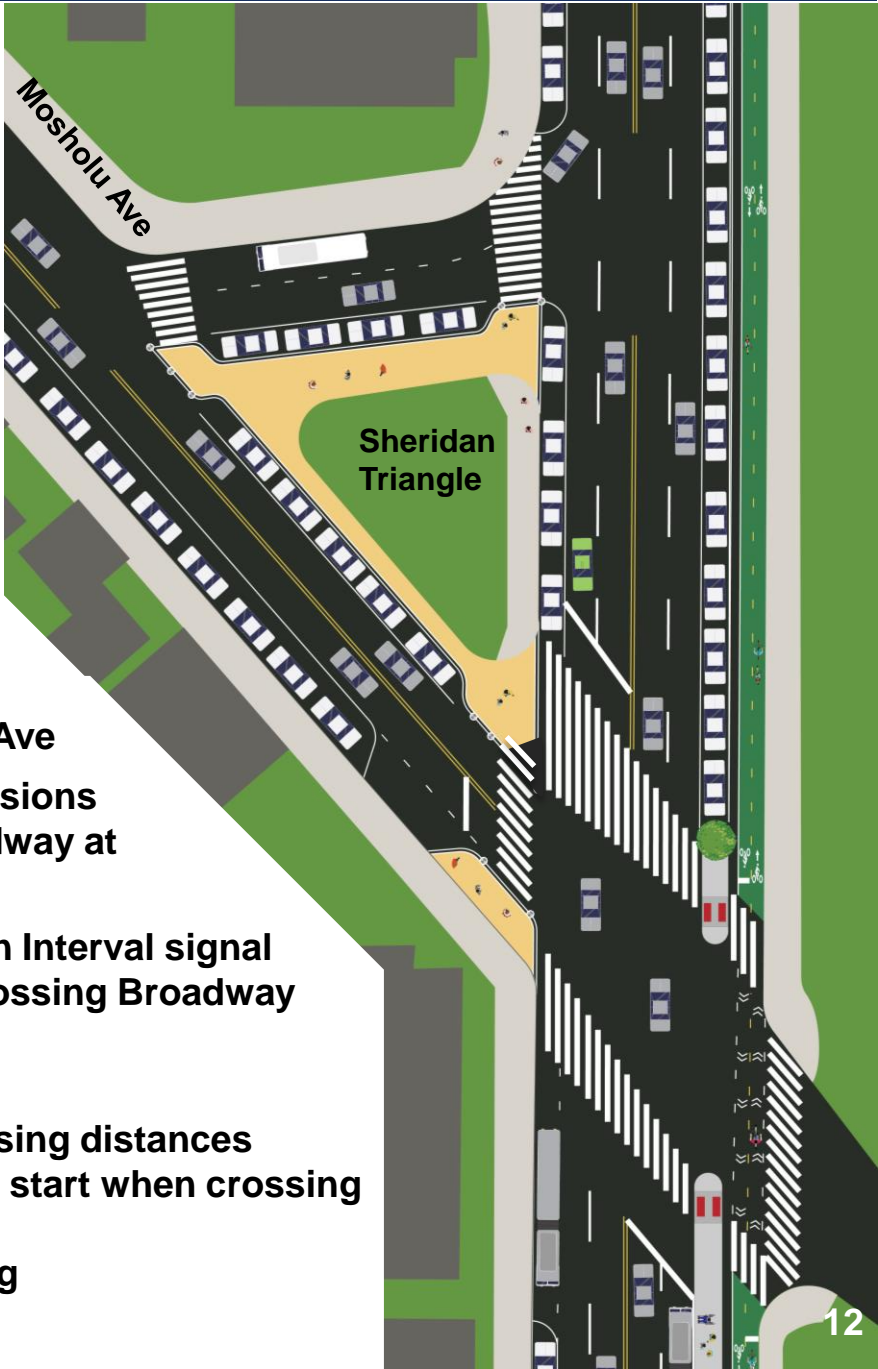 Mosholu Ave
Sheridan
Triangle
Ave
sions
lway at
n Interval signal
ossing Broadway
sing distances
start when crossing
g
12